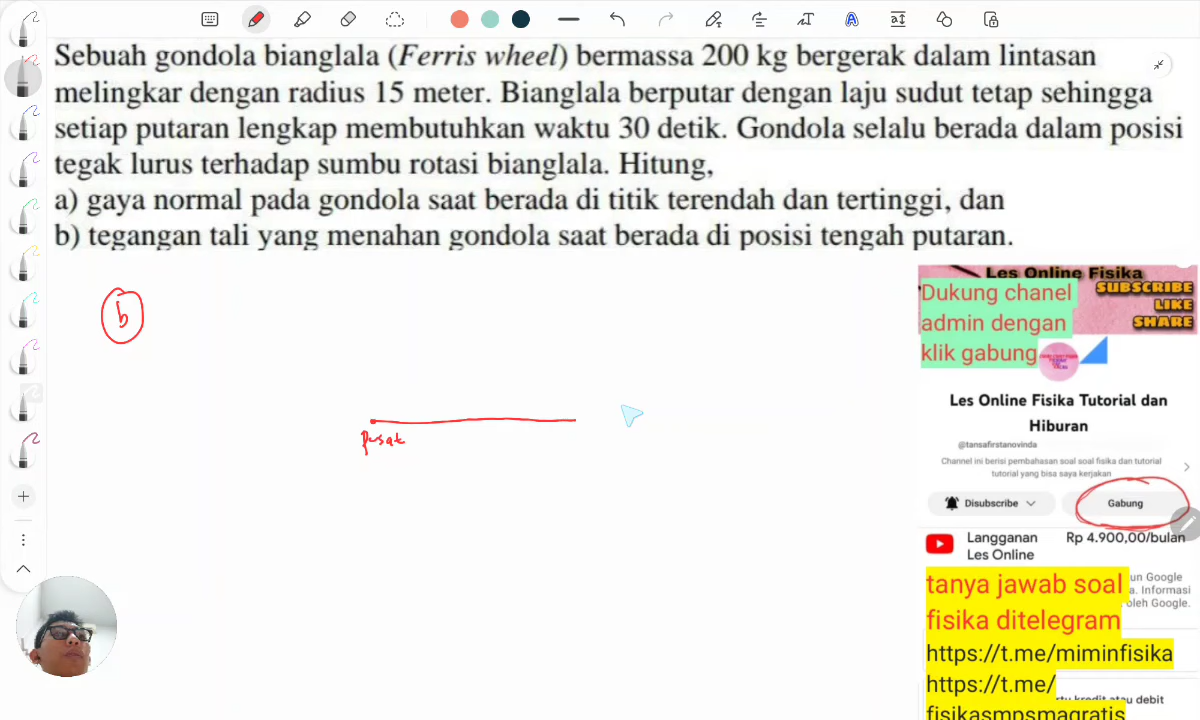 Sebuah gondola bianglala (Ferris wheel) bermassa 200 kg bergerak dalam lintasan
melingkar dengan radius 15 meter. Bianglala berputar dengan laju sudut tetap sehingga
setiap putaran lengkap membutuhkan waktu 30 detik. Gondola selalu berada dalam posisi
tegak lurus terhadap sumbu rotasi bianglala. Hitung,
a) gaya normal pada gondola saat berada di titik terendah dan tertinggi, dan
b) tegangan tali yang menahan gondola saat berada di posisi tengah putaran.
b
pusat
Les Online Fisika
SUBSCRIBE
LIKE
SHARE
Dukung chanel
admin dengan
klik gabung
Les Online Fisika Tutorial dan
Hiburan
@tansafirstanovinda
Channel ini berisi pembahasan soal soal fisika dan tutorial
tutorial yang bisa saya kerjakan
Disubscribe
Gabung
Langganan
Les Online
Rp 4.900,00/bulan
un Google
a. Informasi
oleh Google.
tanya jawab soal
fisika ditelegram
https://t.me/miminfisika
https://t.me/
fisikasmpsmagratis